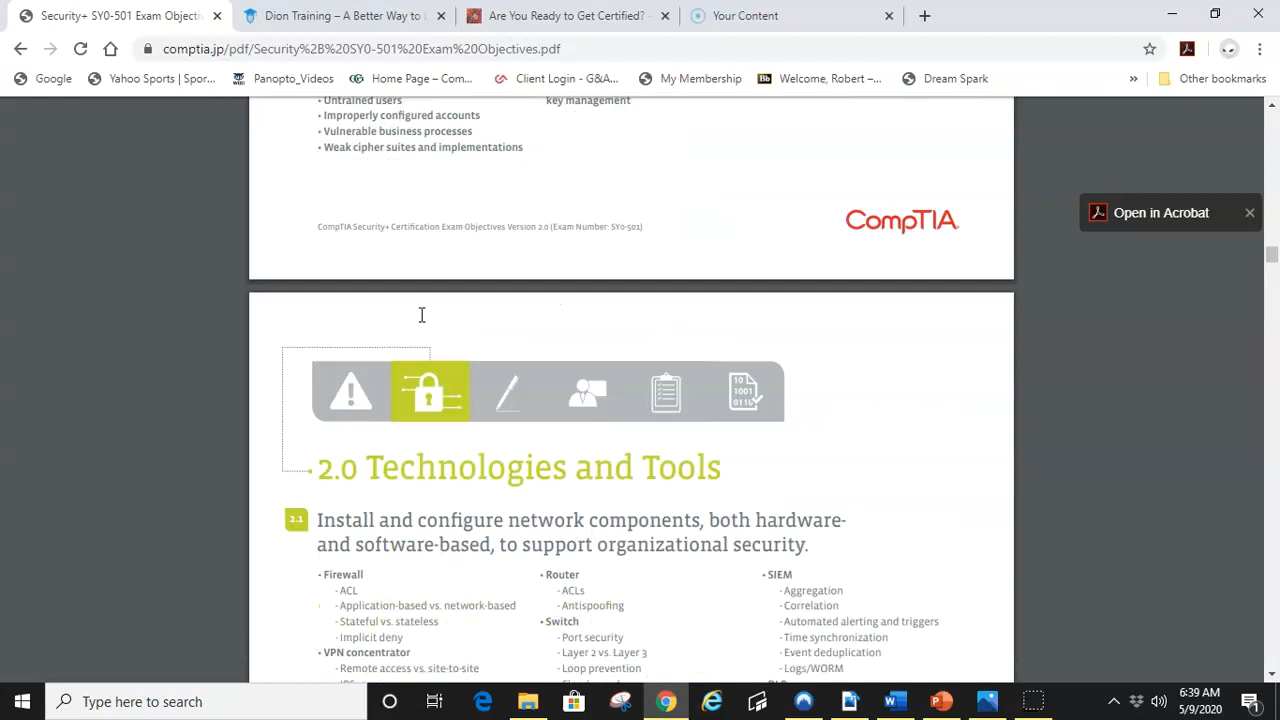 Security+ SY0-501 Exam Objecti
Dion Training – A Better Way to
Are You Ready to Get Certified? -
Your Content
comptia.jp/pdf/Security%2B%20SY0-501%20Exam%20Objectives.pdf
Google
Yahoo Sports | Spor...
Panopto_Videos
Home Page – Com...
Client Login - G&A...
My Membership
Welcome, Robert –...
Dream Spark
»
Other bookmarks
• Untrained users
key management
• Improperly configured accounts
• Vulnerable business processes
• Weak cipher suites and implementations
CompTIA Security+ Certification Exam Objectives Version 2.0 (Exam Number: SY0-501)
CompTIA.
Open in Acrobat
10
1001
0110
2.0 Technologies and Tools
2.1
Install and configure network components, both hardware-
and software-based, to support organizational security.
• Firewall
- ACL
- Application-based vs. network-based
- Stateful vs. stateless
- Implicit deny
• VPN concentrator
- Remote access vs. site-to-site
• Router
- ACLs
- Antispoofing
• Switch
- Port security
- Layer 2 vs. Layer 3
- Loop prevention
• SIEM
- Aggregation
- Correlation
- Automated alerting and triggers
- Time synchronization
- Event deduplication
- Logs/WORM
Type here to search
6:39 AM
5/9/2020